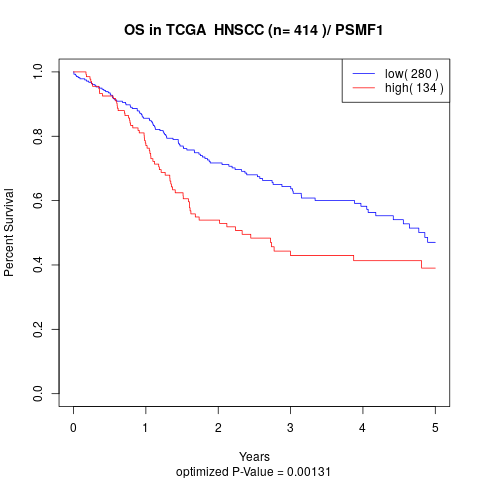 OS in TCGA  HNSCC (n= 414 )/ PSMF1
low( 280 )
high( 134 )
Percent Survival
1.0
0.8
0.6
0.4
0.2
0.0
0 1 2 3 4 5
Years
optimized P-Value = 0.00131